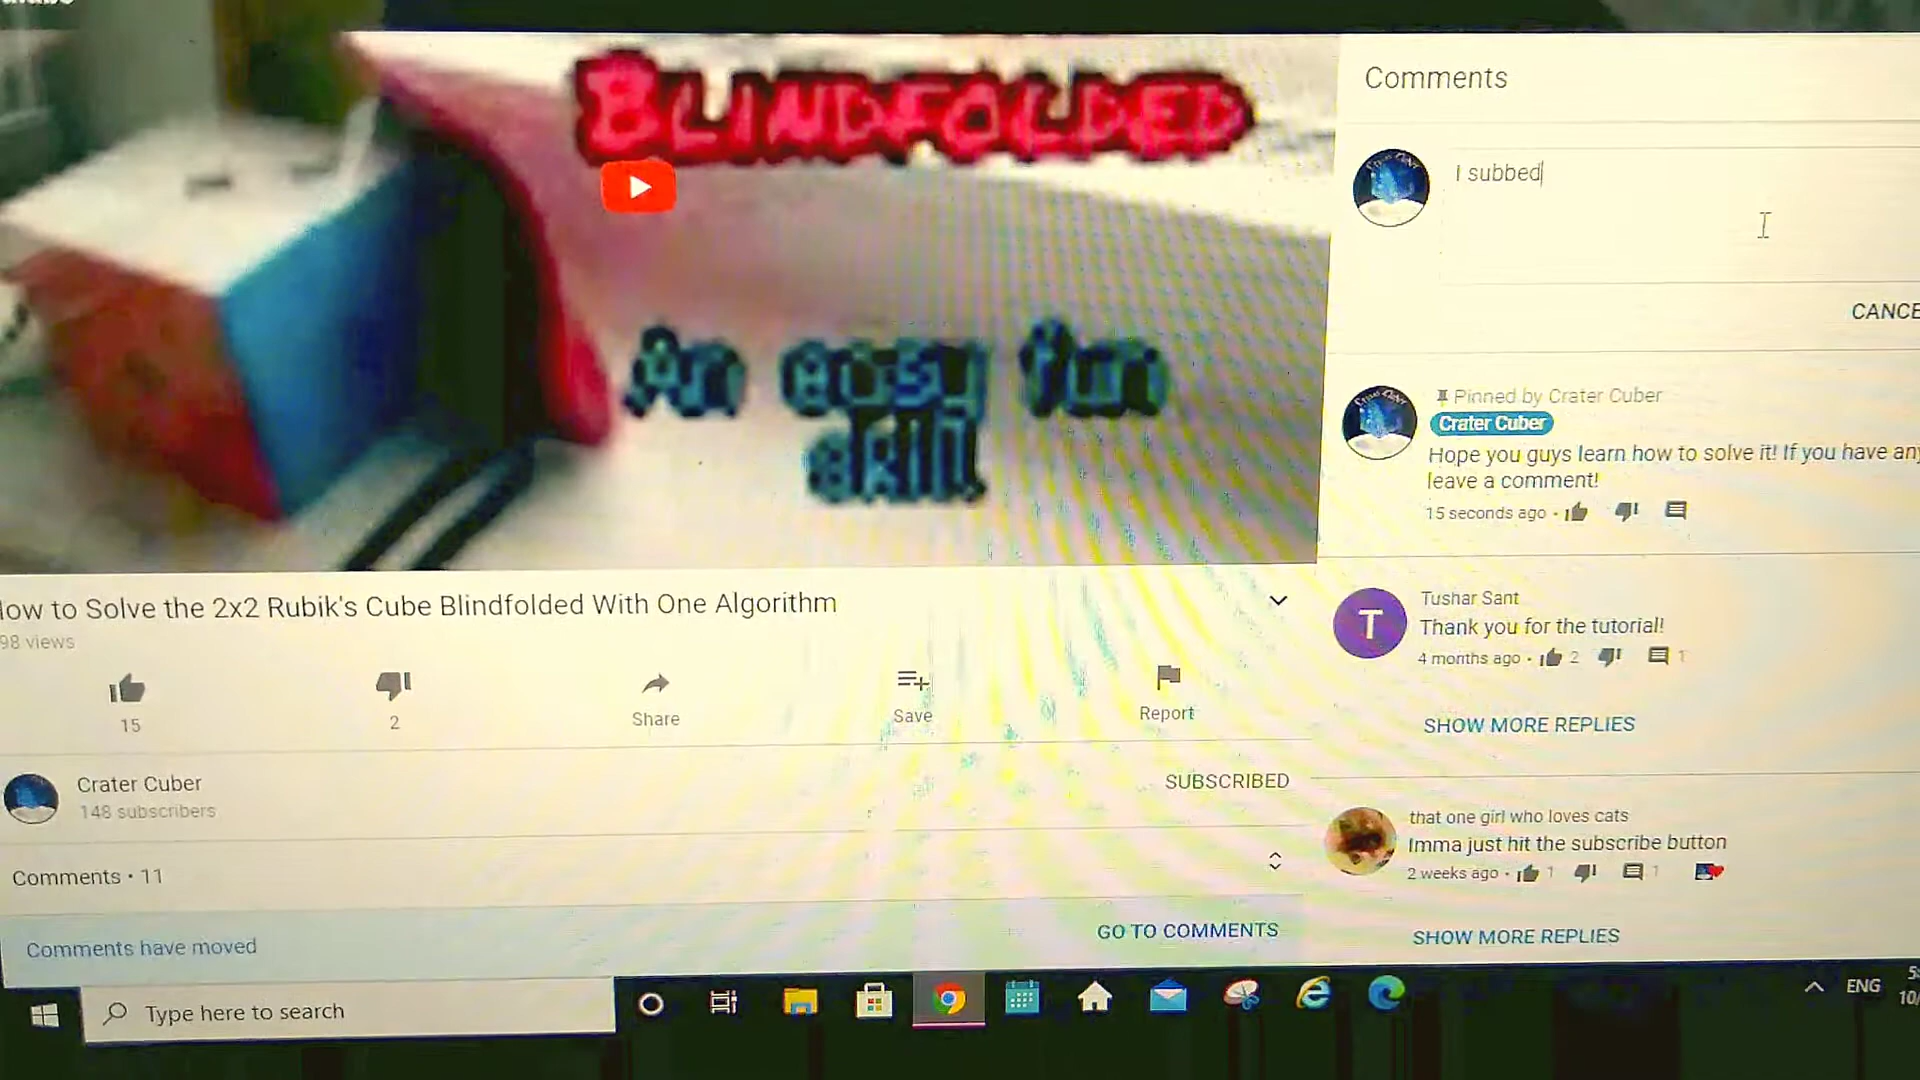 BLINDFOLDED
An easy fun
skill
low to Solve the 2x2 Rubik's Cube Blindfolded With One Algorithm
98 views
15
2
Share
Save
Report
Crater Cuber
148 subscribers
SUBSCRIBED
Comments • 11
Comments have moved
GO TO COMMENTS
Comments
I subbed
CANCE
Pinned by Crater Cuber
Crater Cuber
Hope you guys learn how to solve it! If you have any
leave a comment!
15 seconds ago •
Tushar Sant
T
Thank you for the tutorial!
4 months ago • 2 1
SHOW MORE REPLIES
that one girl who loves cats
Imma just hit the subscribe button
2 weeks ago • 1 1
SHOW MORE REPLIES
Type here to search
ENG
10/